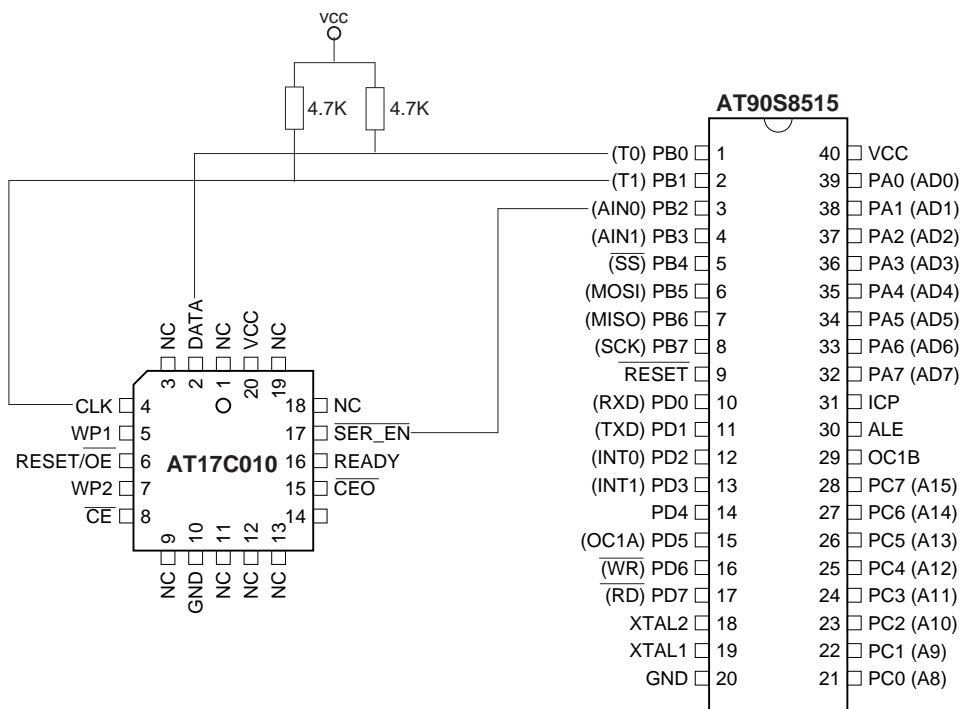 vcc
4.7K
4.7K
AT90S8515
(T0) PB0 1
(T1) PB1 2
(AIN0) PB2 3
(AIN1) PB3 4
(SS) PB4 5
(MOSI) PB5 6
(MISO) PB6 7
(SCK) PB7 8
RESET 9
(RXD) PD0 10
(TXD) PD1 11
(INT0) PD2 12
(INT1) PD3 13
PD4 14
(OC1A) PD5 15
(WR) PD6 16
(RD) PD7 17
XTAL2 18
XTAL1 19
GND 20
40 VCC
39 PA0 (AD0)
38 PA1 (AD1)
37 PA2 (AD2)
36 PA3 (AD3)
35 PA4 (AD4)
34 PA5 (AD5)
33 PA6 (AD6)
32 PA7 (AD7)
31 ICP
30 ALE
29 OC1B
28 PC7 (A15)
27 PC6 (A14)
26 PC5 (A13)
25 PC4 (A12)
24 PC3 (A11)
23 PC2 (A10)
22 PC1 (A9)
21 PC0 (A8)
NC 3
DATA 2
NC 1
VCC 20
NC 19
CLK 4
WP1 5
RESET/OE 6
WP2 7
CE 8
AT17C010
18 NC
17 SER_EN
16 READY
15 CEO
14
NC 9
GND 10
NC 11
NC 12
NC 13